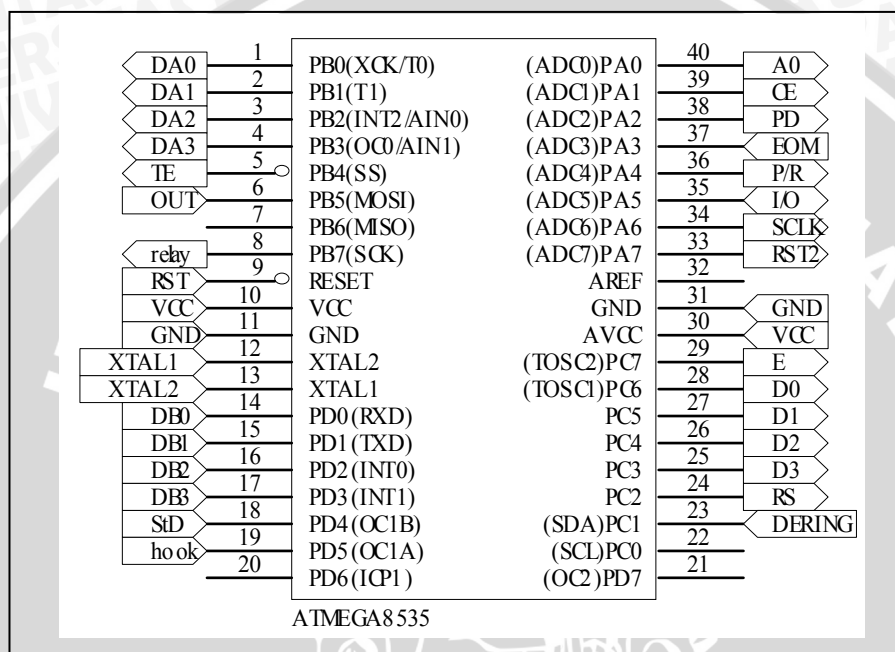 DA0 1 PB0(XCK/T0) (ADC0)PA0 40 A0
DA1 2 PB1(T1) (ADC1)PA1 39 CE
DA2 3 PB2(INT2/AIN0) (ADC2)PA2 38 PD
DA3 4 PB3(OC0/AIN1) (ADC3)PA3 37 EOM
TE 5 PB4(SS) (ADC4)PA4 36 P/R
OUT 6 PB5(MOSI) (ADC5)PA5 35 I/O
7 PB6(MISO) (ADC6)PA6 34 SCLK
relay 8 PB7(SCK) (ADC7)PA7 33 RST2
RST 9 RESET AREF 32
VCC 10 VCC GND 31 GND
GND 11 GND AVCC 30 VCC
XTAL1 12 XTAL2 (TOSC2)PC7 29 E
XTAL2 13 XTAL1 (TOSC1)PC6 28 D0
DB0 14 PD0(RXD) PC5 27 D1
DB1 15 PD1(TXD) PC4 26 D2
DB2 16 PD2(INT0) PC3 25 D3
DB3 17 PD3(INT1) PC2 24 RS
StD 18 PD4(OC1B) (SDA)PC1 23 DERING
hook 19 PD5(OC1A) (SCL)PC0 22
20 PD6(ICP1) (OC2)PD7 21
ATMEGA8535